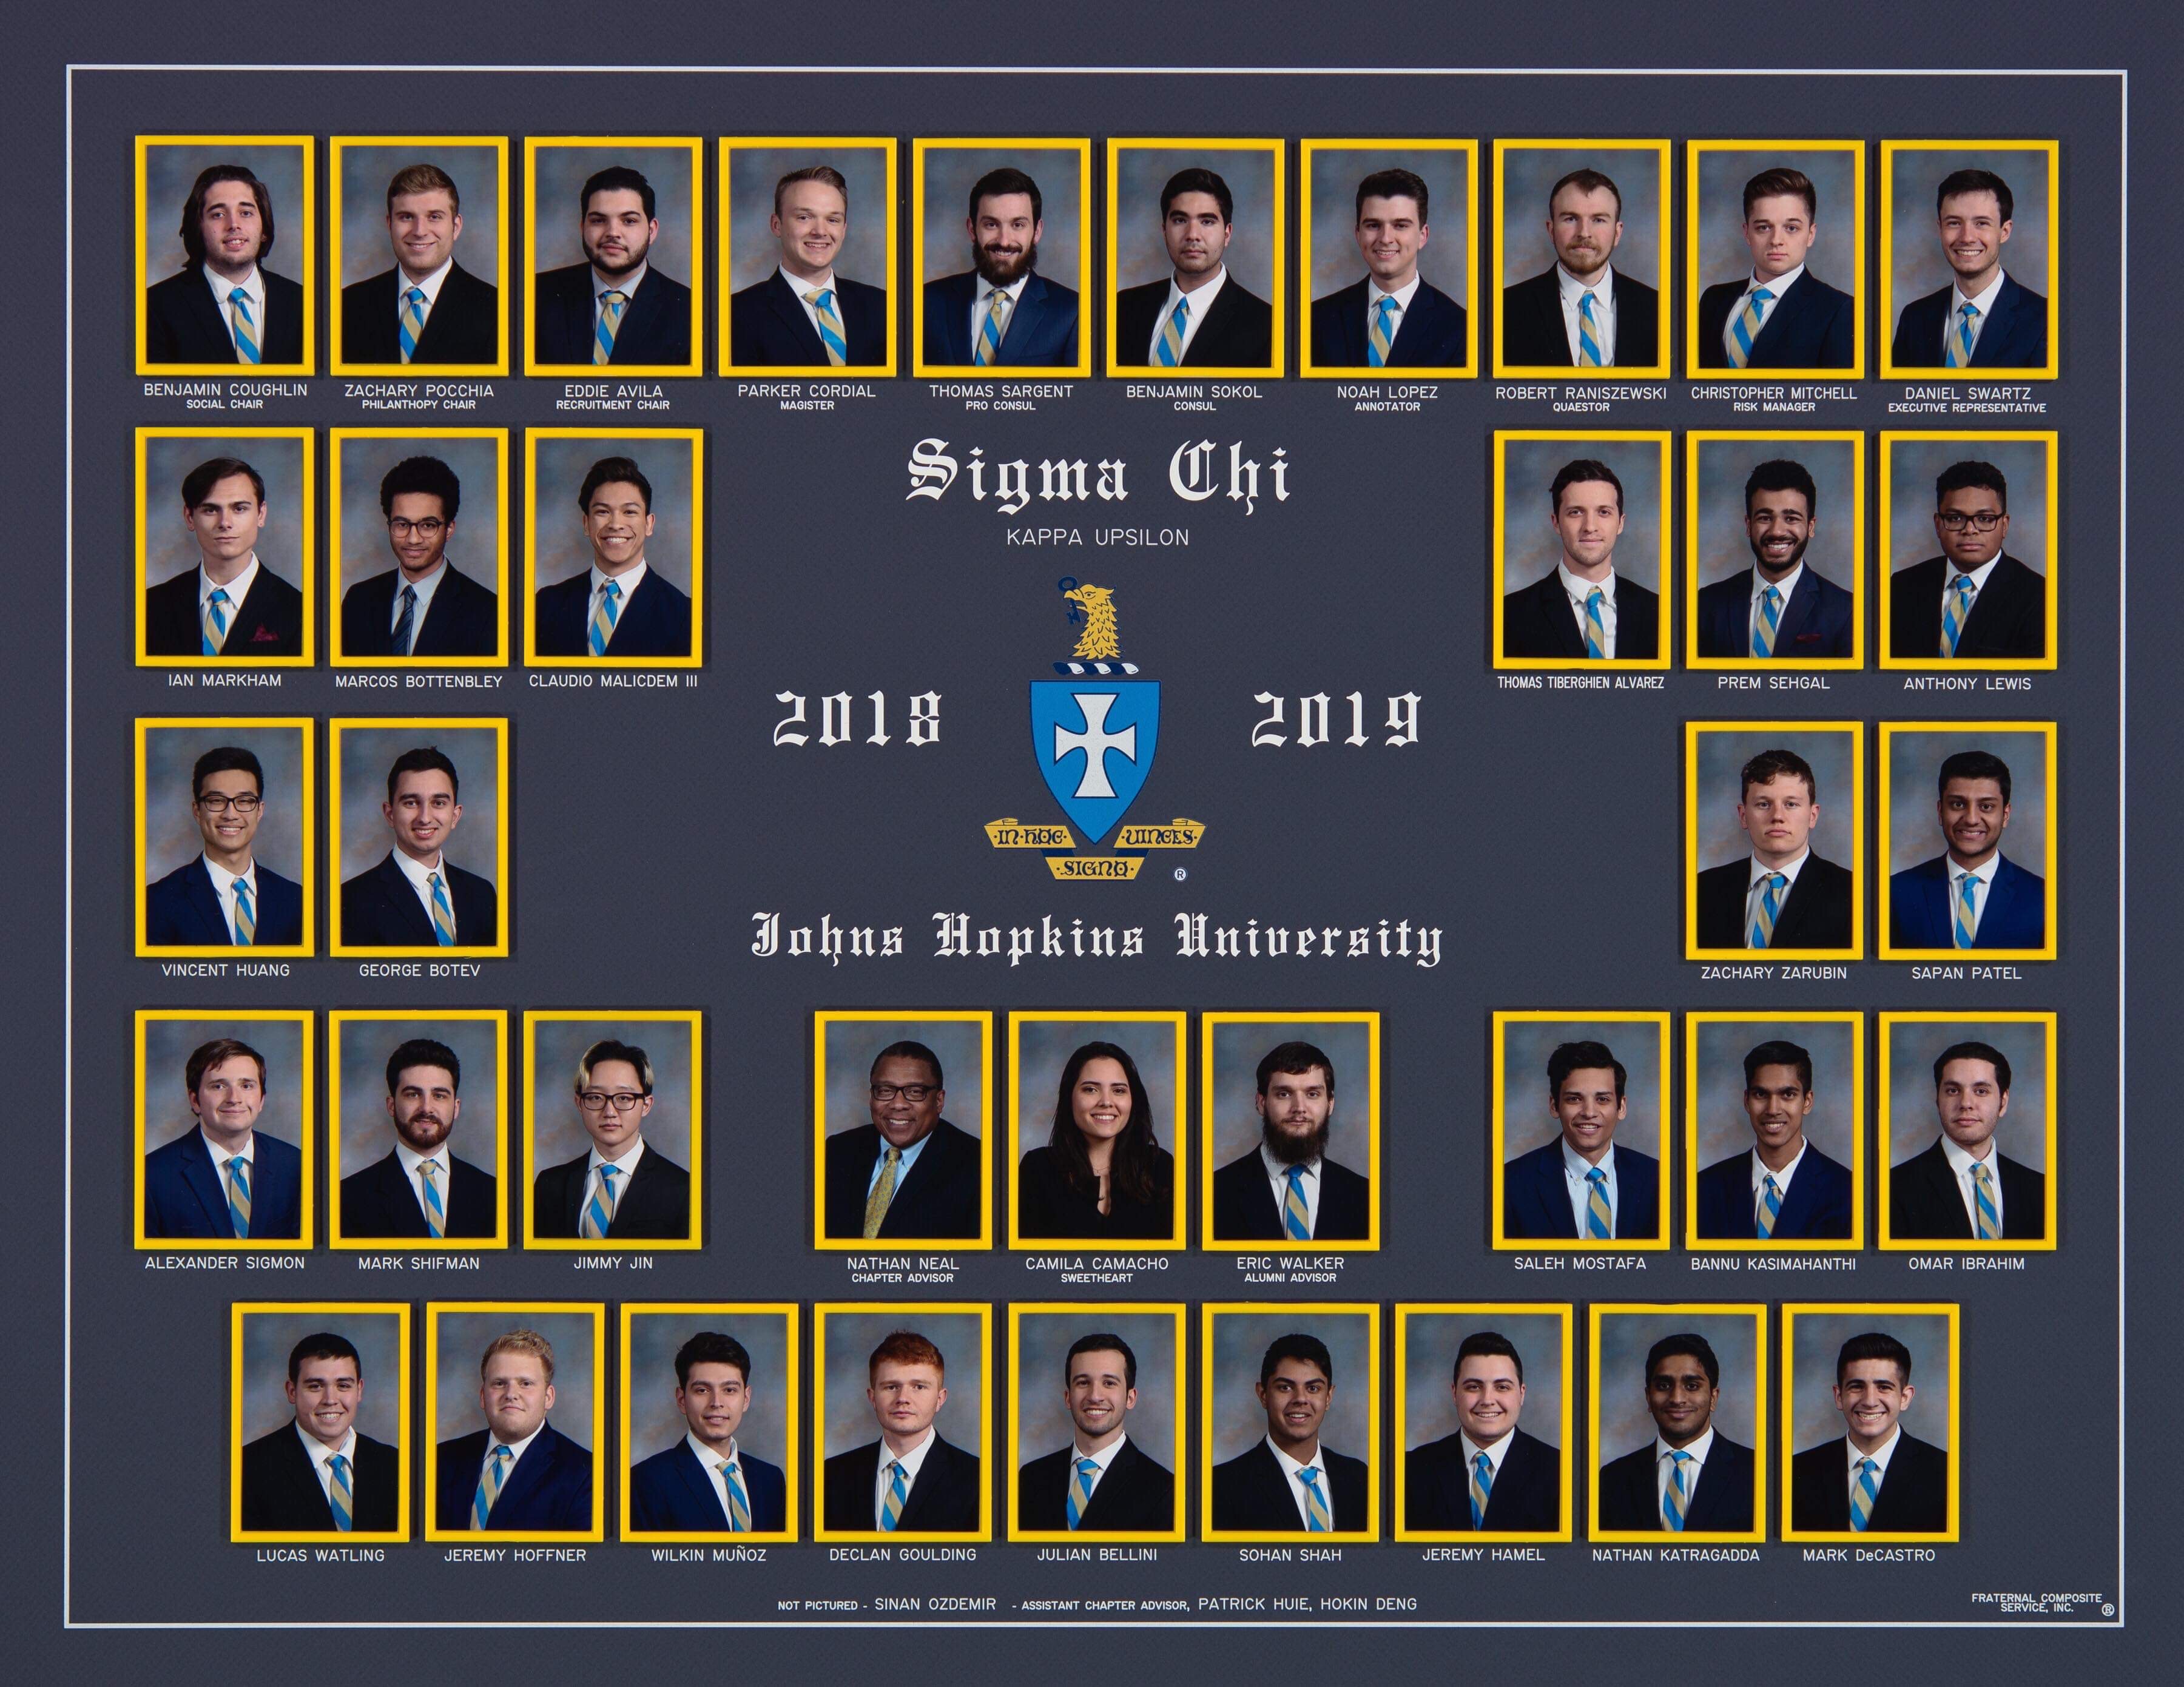 BENJAMIN COUGHLIN
SOCIAL CHAIR
ZACHARY POCCHIA
PHILANTHOPY CHAIR
EDDIE AVILA
RECRUITMENT CHAIR
PARKER CORDIAL
MAGISTER
THOMAS SARGENT
PRO CONSUL
BENJAMIN SOKOL
CONSUL
NOAH LOPEZ
ANNOTATOR
ROBERT RANISZEWSKI
QUAESTOR
CHRISTOPHER MITCHELL
RISK MANAGER
DANIEL SWARTZ
EXECUTIVE REPRESENTATIVE
Sigma Chi
KAPPA UPSILON
IAN MARKHAM
MARCOS BOTTENBLEY
CLAUDIO MALICDEM III
THOMAS TIBERGHIEN ALVAREZ
PREM SEHGAL
ANTHONY LEWIS
2018
2019
·IN·HOC·
·VINCES·
·SIGNO·
®
Johns Hopkins University
VINCENT HUANG
GEORGE BOTEV
ZACHARY ZARUBIN
SAPAN PATEL
ALEXANDER SIGMON
MARK SHIFMAN
JIMMY JIN
NATHAN NEAL
CHAPTER ADVISOR
CAMILA CAMACHO
SWEETHEART
ERIC WALKER
ALUMNI ADVISOR
SALEH MOSTAFA
BANNU KASIMAHANTHI
OMAR IBRAHIM
LUCAS WATLING
JEREMY HOFFNER
WILKIN MUÑOZ
DECLAN GOULDING
JULIAN BELLINI
SOHAN SHAH
JEREMY HAMEL
NATHAN KATRAGADDA
MARK DeCASTRO
NOT PICTURED - SINAN OZDEMIR - ASSISTANT CHAPTER ADVISOR, PATRICK HUIE, HOKIN DENG
FRATERNAL COMPOSITE
SERVICE, INC. ®